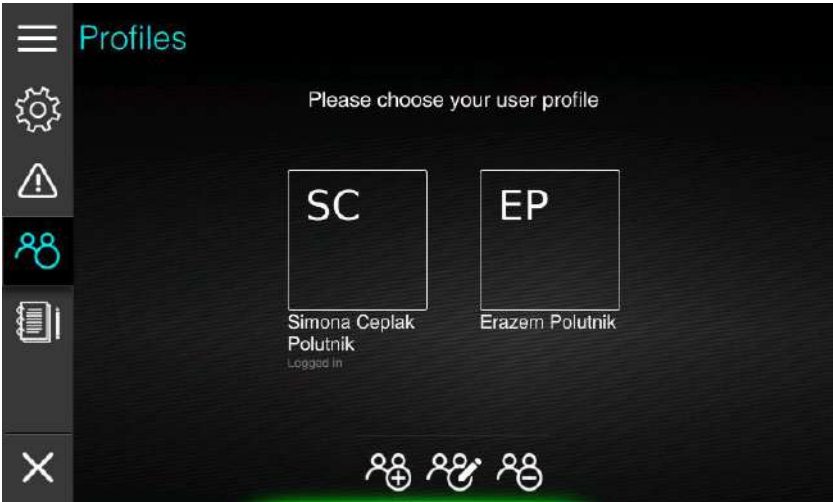 Profiles
Please choose your user profile
SC
EP
Simona Ceplak
Polutnik
Logged in
Erazem Polutnik